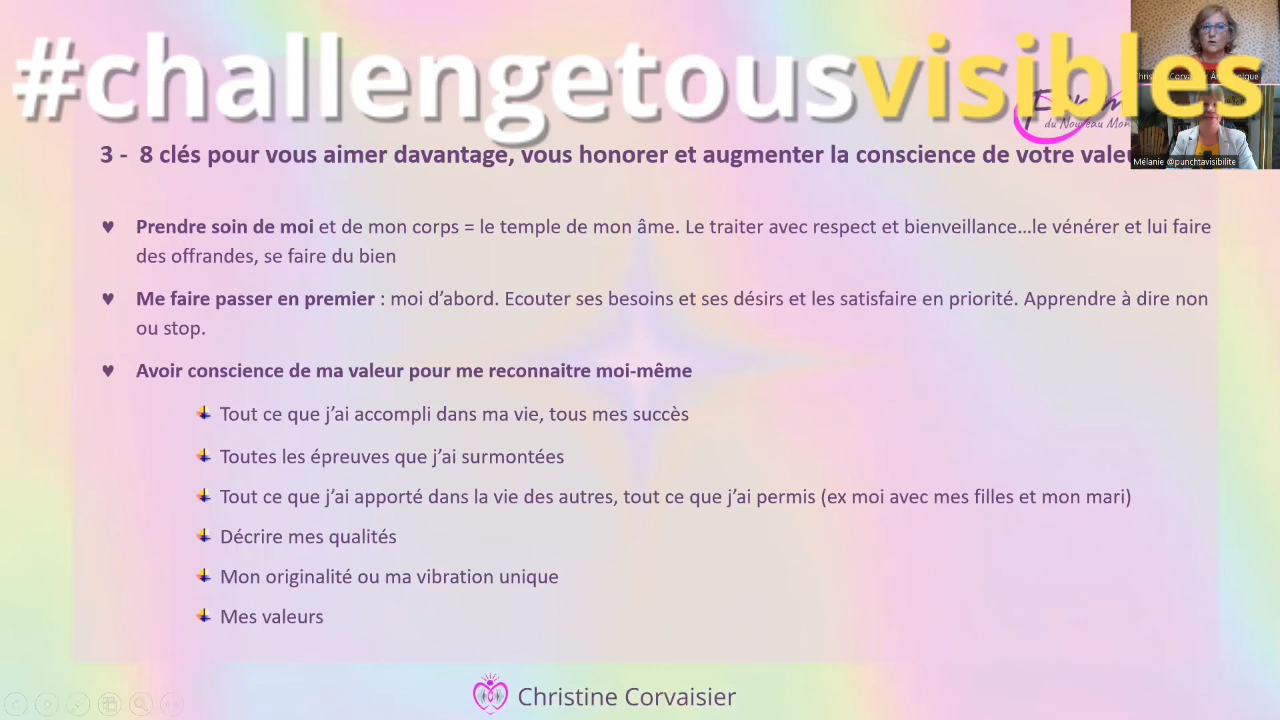 #challengetousvisibles
du Nouveau Mon
Mélanie @punchtavisibilite
3 - 8 clés pour vous aimer davantage, vous honorer et augmenter la conscience de votre
♥ Prendre soin de moi et de mon corps = le temple de mon âme. Le traiter avec respect et bienveillance...le vénérer et lui faire
des offrandes, se faire du bien
♥ Me faire passer en premier : moi d’abord. Ecouter ses besoins et ses désirs et les satisfaire en priorité. Apprendre à dire non
ou stop.
♥ Avoir conscience de ma valeur pour me reconnaitre moi-même
Tout ce que j’ai accompli dans ma vie, tous mes succès
Toutes les épreuves que j’ai surmontées
Tout ce que j’ai apporté dans la vie des autres, tout ce que j’ai permis (ex moi avec mes filles et mon mari)
Décrire mes qualités
Mon originalité ou ma vibration unique
Mes valeurs
Christine Corvaisier